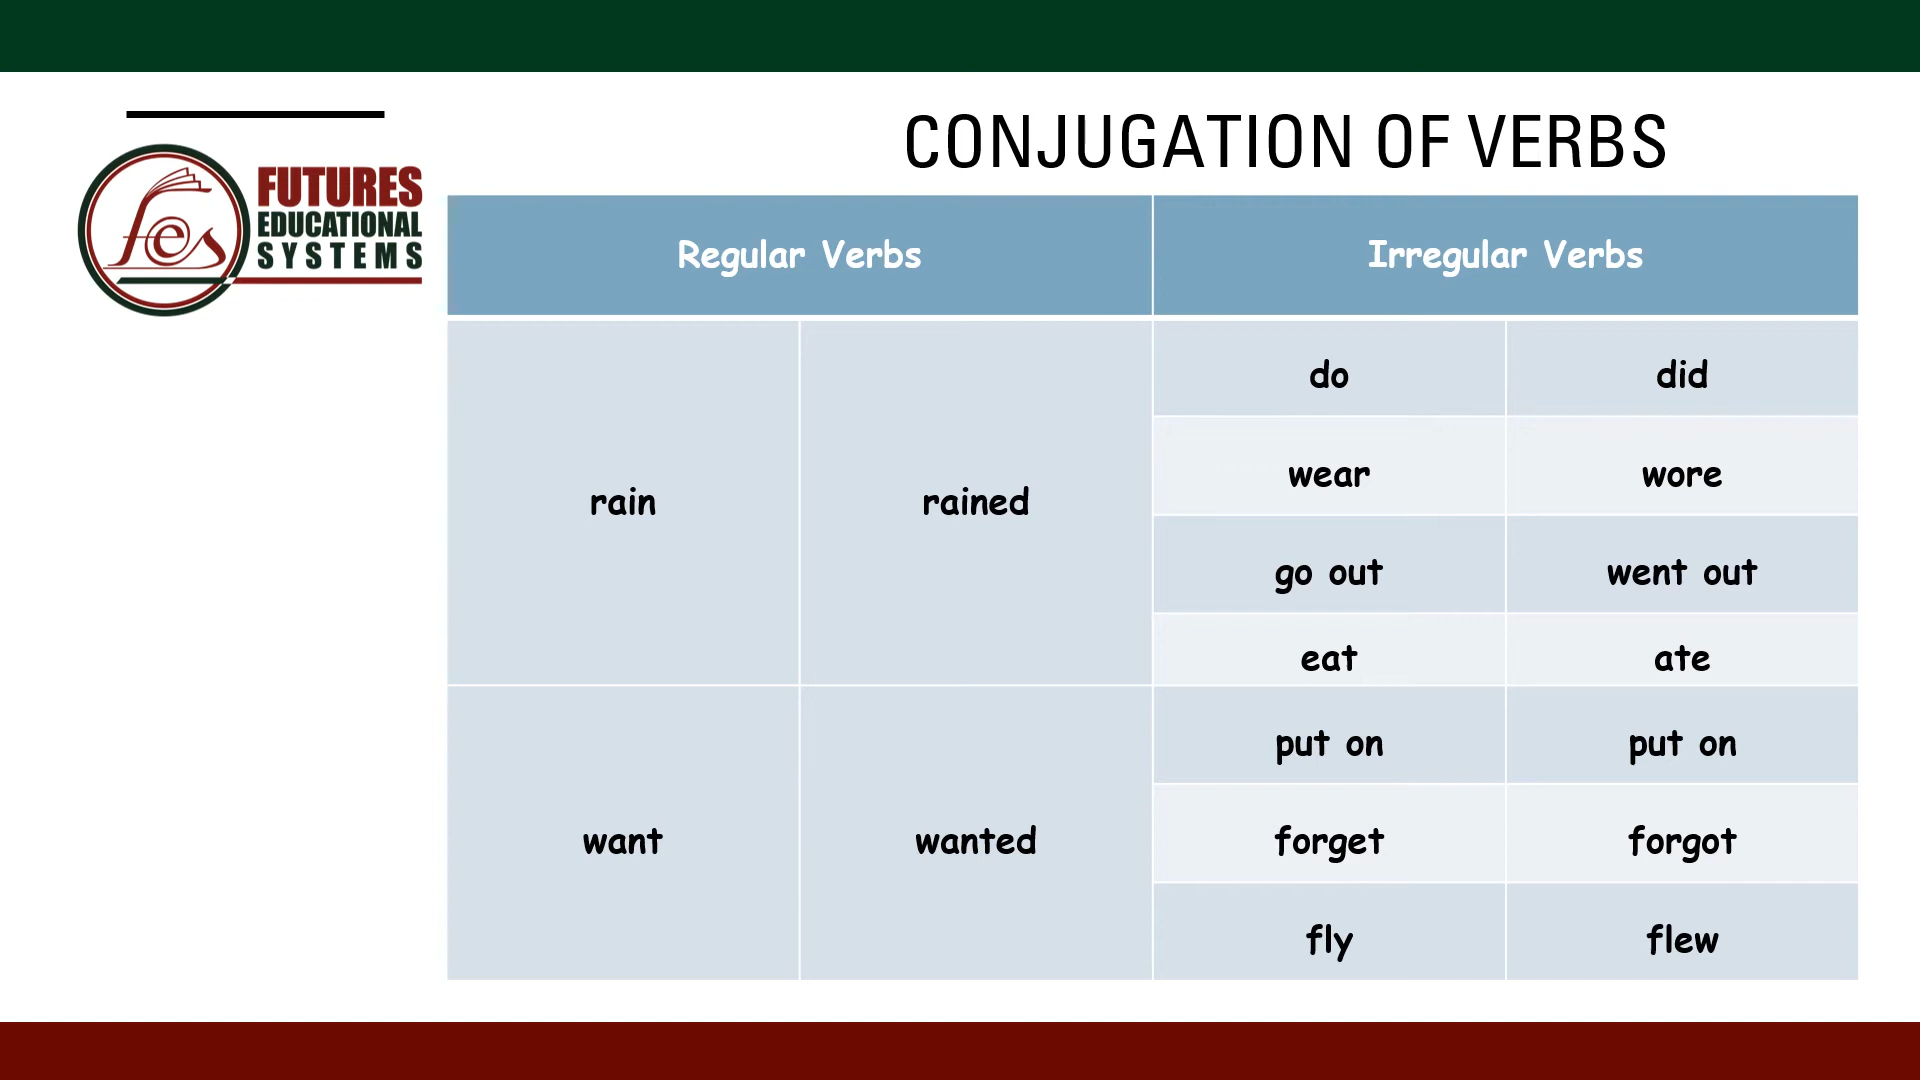 CONJUGATION OF VERBS
fes
FUTURES
EDUCATIONAL
SYSTEMS
Regular Verbs Irregular Verbs
rain rained
do did
wear wore
go out went out
eat ate
want wanted
put on put on
forget forgot
fly flew